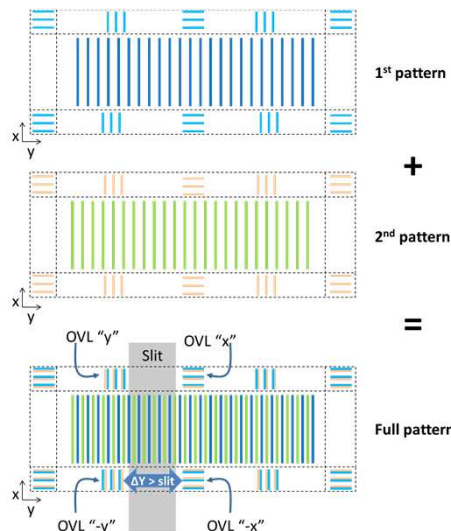 1st pattern
x
y
+
2nd pattern
x
y
=
OVL “y”
Slit
OVL “x”
Full pattern
ΔY > slit
x
y
OVL “-y”
OVL “-x”